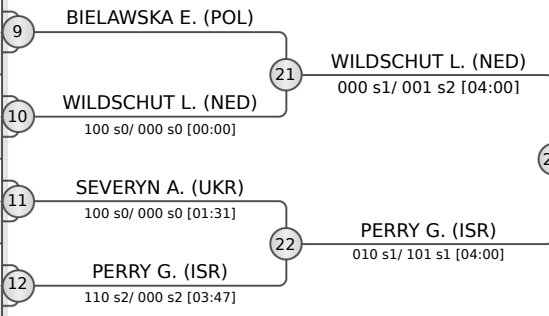 BIELAWSKA E. (POL)
9
21
WILDSCHUT L. (NED)
000 s1/ 001 s2 [04:00]
WILDSCHUT L. (NED)
10
100 s0/ 000 s0 [00:00]
SEVERYN A. (UKR)
11
100 s0/ 000 s0 [01:31]
22
PERRY G. (ISR)
010 s1/ 101 s1 [04:00]
PERRY G. (ISR)
12
110 s2/ 000 s2 [03:47]